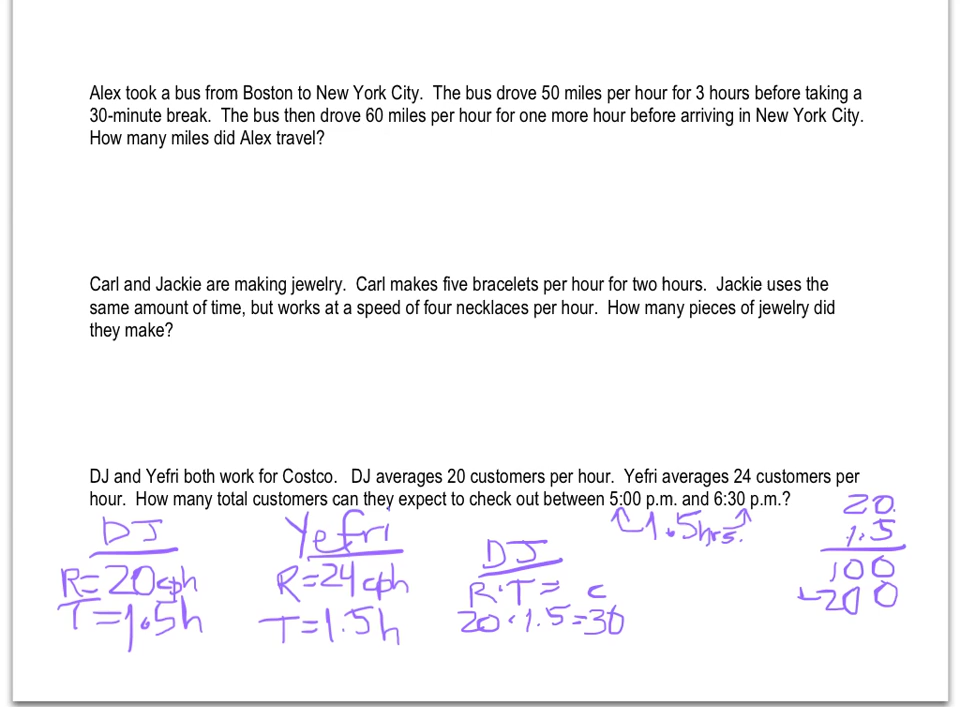 Alex took a bus from Boston to New York City.  The bus drove 50 miles per hour for 3 hours before taking a
30-minute break.  The bus then drove 60 miles per hour for one more hour before arriving in New York City.
How many miles did Alex travel?
Carl and Jackie are making jewelry.  Carl makes five bracelets per hour for two hours.  Jackie uses the
same amount of time, but works at a speed of four necklaces per hour.  How many pieces of jewelry did
they make?
DJ and Yefri both work for Costco.   DJ averages 20 customers per hour.  Yefri averages 24 customers per
hour.  How many total customers can they expect to check out between 5:00 p.m. and 6:30 p.m.?
1.5hrs.
DJ
R=20cph
T=1.5h
Yefri
R=24cph
T=1.5h
DJ
R·T= c
20·1.5=30
20.
1.5
100
+200